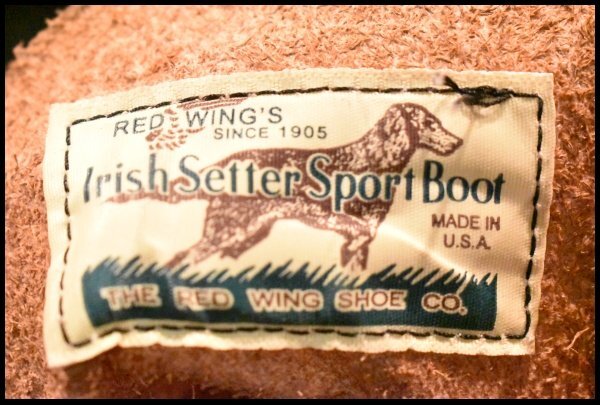 RED WING'S
SINCE 1905
Irish Setter Sport Boot
MADE IN
U.S.A.
THE RED WING SHOE CO.